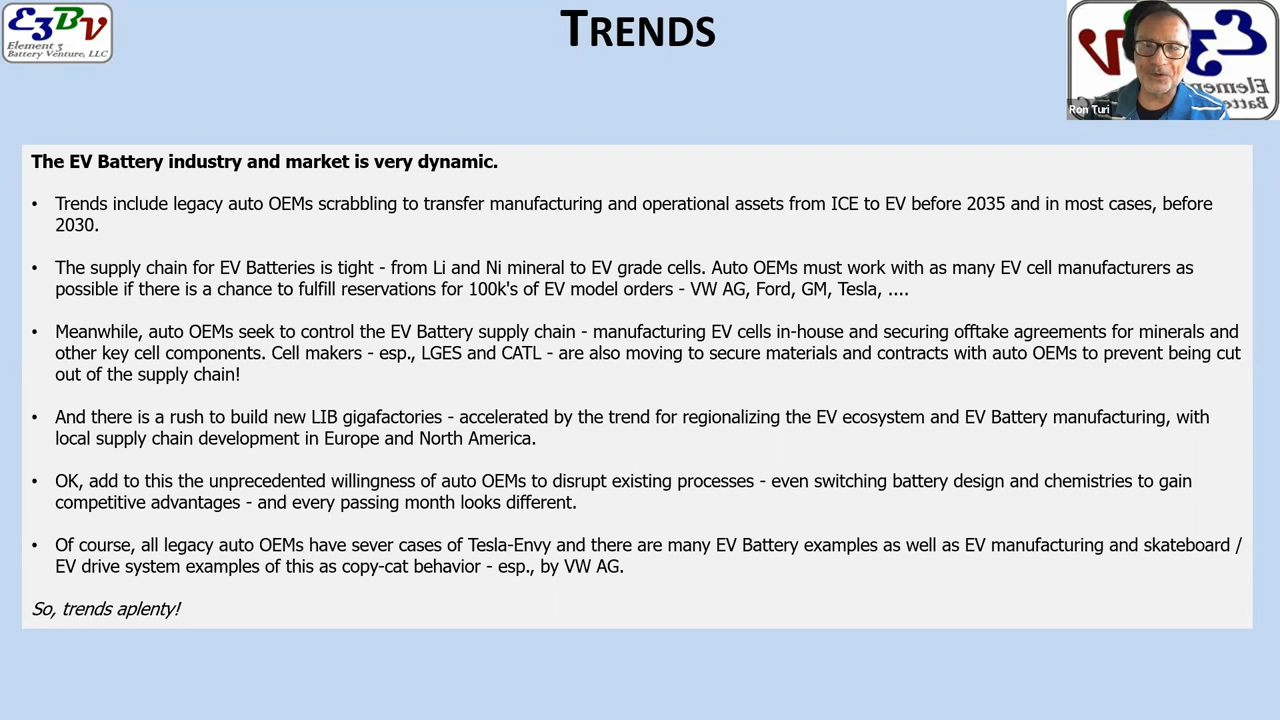 E3BV
Element 3
Battery Venture, LLC
TRENDS
Ron Turi
The EV Battery industry and market is very dynamic.
• Trends include legacy auto OEMs scrabbling to transfer manufacturing and operational assets from ICE to EV before 2035 and in most cases, before
2030.
• The supply chain for EV Batteries is tight - from Li and Ni mineral to EV grade cells. Auto OEMs must work with as many EV cell manufacturers as
possible if there is a chance to fulfill reservations for 100k's of EV model orders - VW AG, Ford, GM, Tesla, ....
• Meanwhile, auto OEMs seek to control the EV Battery supply chain - manufacturing EV cells in-house and securing offtake agreements for minerals and
other key cell components. Cell makers - esp., LGES and CATL - are also moving to secure materials and contracts with auto OEMs to prevent being cut
out of the supply chain!
• And there is a rush to build new LIB gigafactories - accelerated by the trend for regionalizing the EV ecosystem and EV Battery manufacturing, with
local supply chain development in Europe and North America.
• OK, add to this the unprecedented willingness of auto OEMs to disrupt existing processes - even switching battery design and chemistries to gain
competitive advantages - and every passing month looks different.
• Of course, all legacy auto OEMs have sever cases of Tesla-Envy and there are many EV Battery examples as well as EV manufacturing and skateboard /
EV drive system examples of this as copy-cat behavior - esp., by VW AG.
So, trends aplenty!